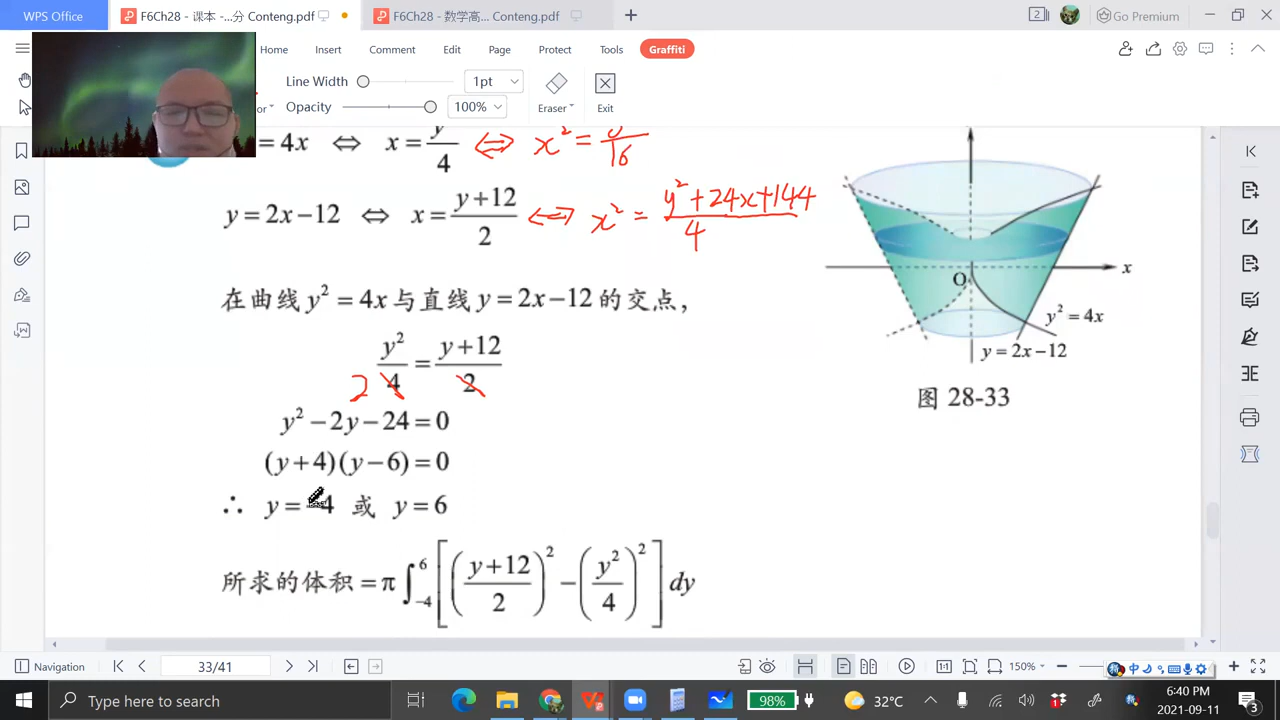 WPS Office
F6Ch28 - 课本 -...分 Conteng.pdf
F6Ch28 - 数学高... Conteng.pdf
Go Premium
Home Insert Comment Edit Page Protect Tools Graffiti
Line Width 1pt
Opacity 100%
Eraser
Exit
= 4x ⇔ x = y/4 ⇔ x² = /16
y = 2x − 12 ⇔ x = (y+12)/2 ⇔ x² = (y² + 24x + 144)/4
在曲线 y² = 4x 与直线 y = 2x − 12 的交点，
y²/4 = (y+12)/2
2
y² − 2y − 24 = 0
(y + 4)(y − 6) = 0
∴ y = −4 或 y = 6
所求的体积 = π ∫₋₄⁶ [((y+12)/2)² − (y²/4)²] dy
x
O
y² = 4x
y = 2x − 12
图 28-33
Navigation
33/41
150%
中
Type here to search
98%
32°C
6:40 PM
2021-09-11